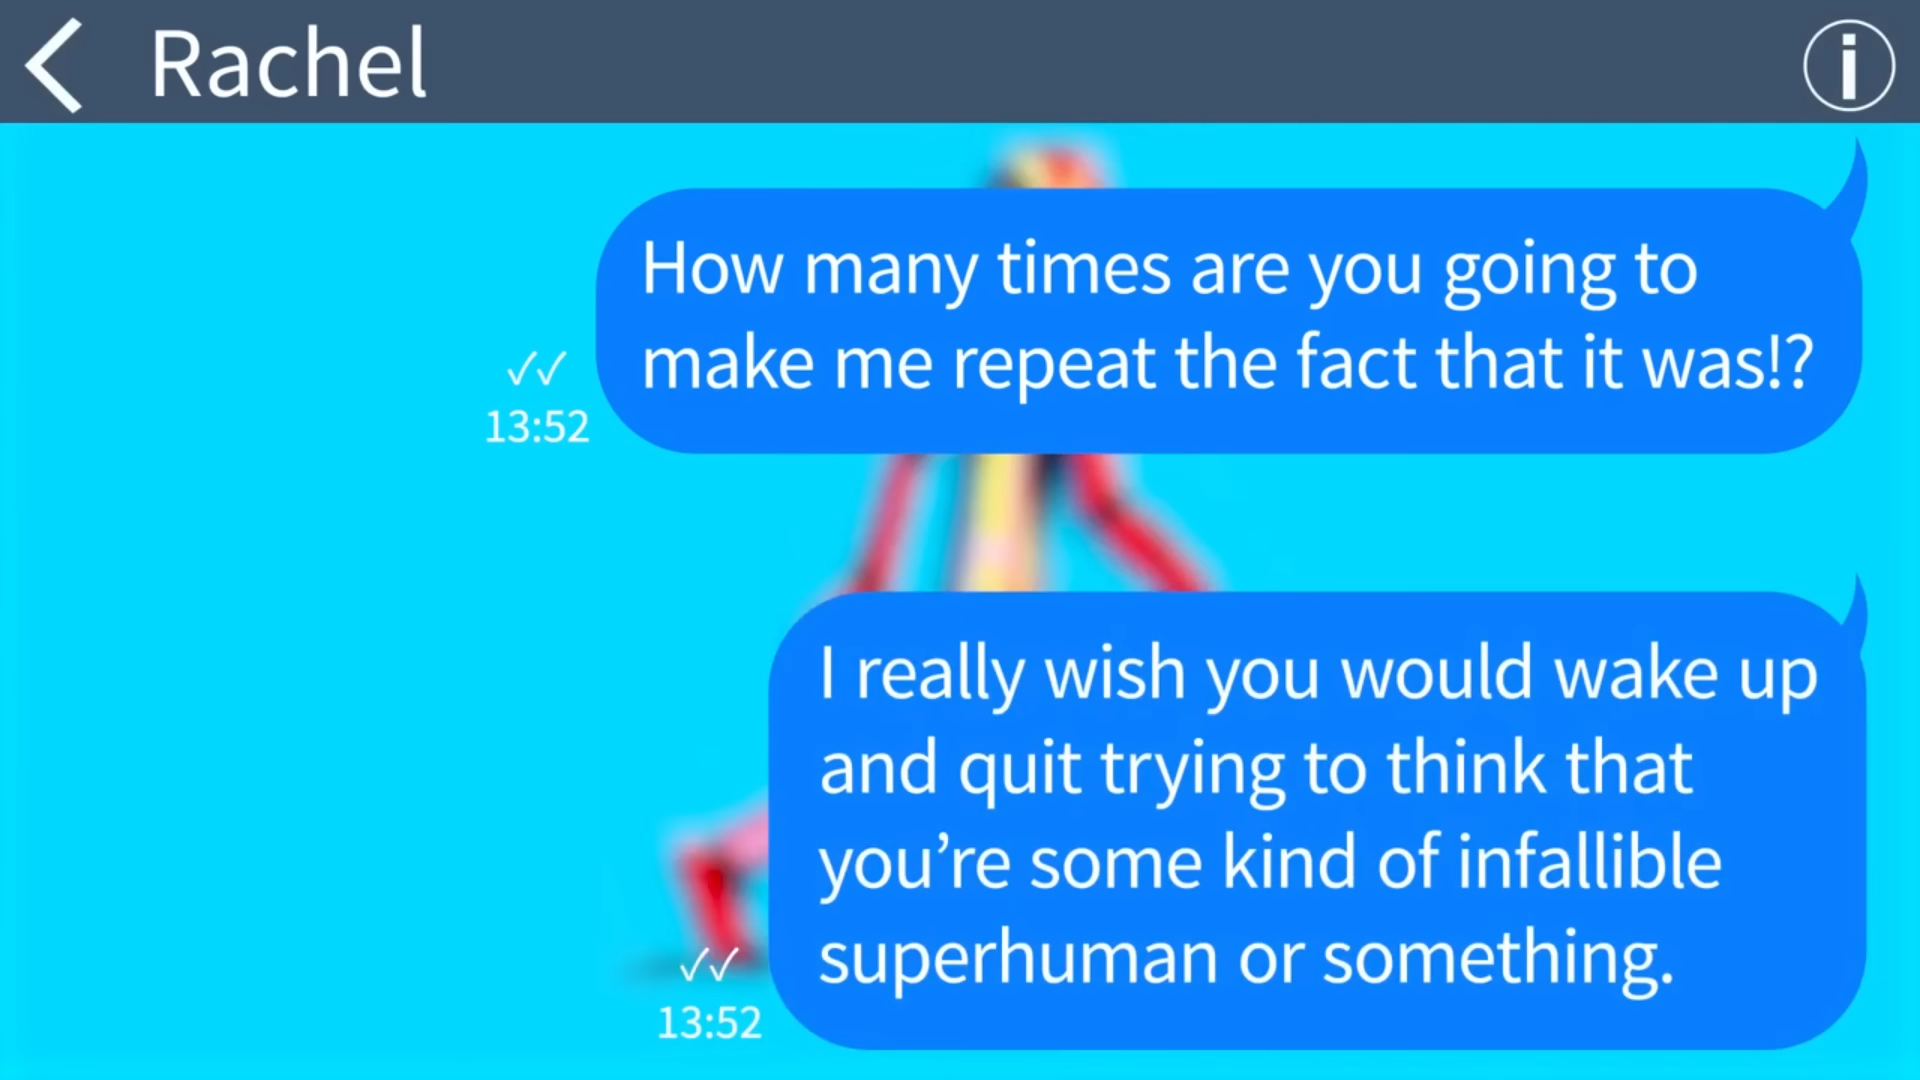 Rachel
How many times are you going to
make me repeat the fact that it was!?
✓✓
13:52
I really wish you would wake up
and quit trying to think that
you’re some kind of infallible
superhuman or something.
✓✓
13:52